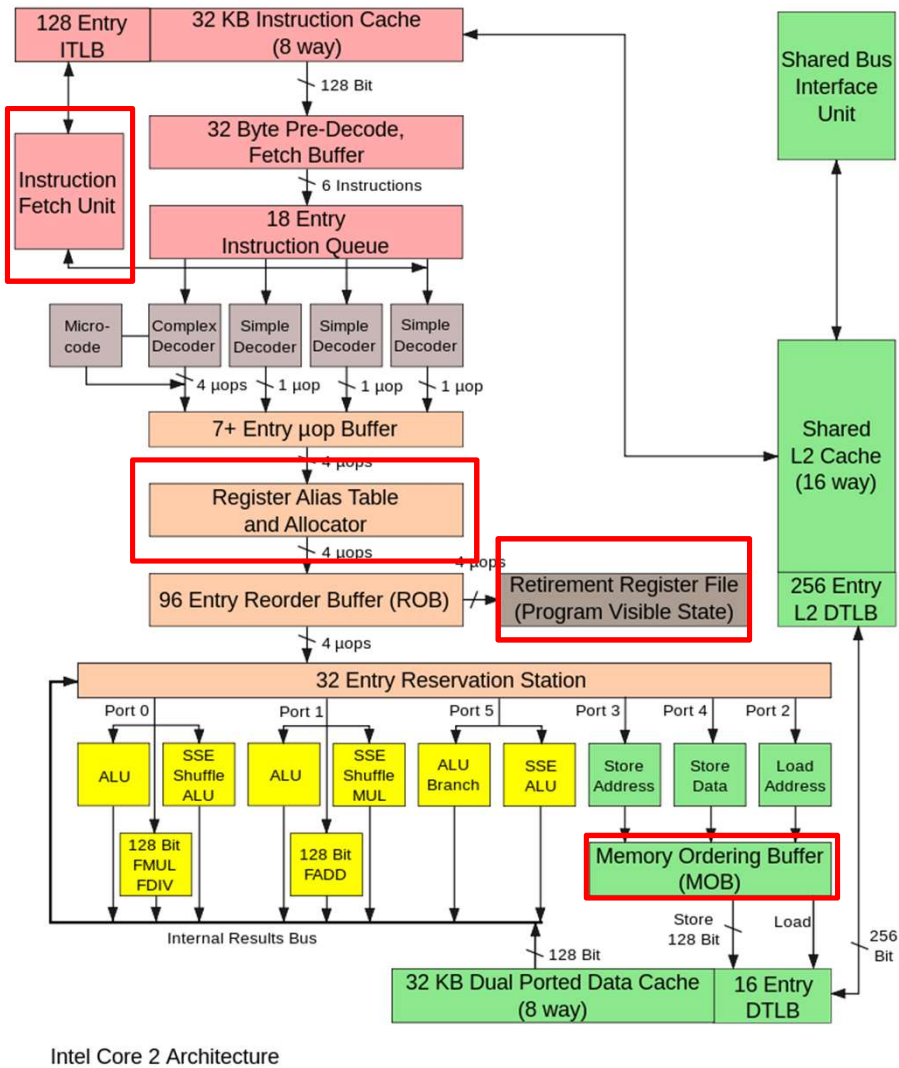 128 Entry
ITLB
32 KB Instruction Cache
(8 way)
Shared Bus
Interface
Unit
128 Bit
Instruction
Fetch Unit
32 Byte Pre-Decode,
Fetch Buffer
6 Instructions
18 Entry
Instruction Queue
Micro-
code
Complex
Decoder
Simple
Decoder
Simple
Decoder
Simple
Decoder
4 µops
1 µop
1 µop
1 µop
7+ Entry µop Buffer
Shared
L2 Cache
(16 way)
4 µops
Register Alias Table
and Allocator
4 µops
4 µops
96 Entry Reorder Buffer (ROB)
Retirement Register File
(Program Visible State)
256 Entry
L2 DTLB
4 µops
32 Entry Reservation Station
Port 0
Port 1
Port 5
Port 3
Port 4
Port 2
ALU
SSE
Shuffle
ALU
ALU
SSE
Shuffle
MUL
ALU
Branch
SSE
ALU
Store
Address
Store
Data
Load
Address
128 Bit
FMUL
FDIV
128 Bit
FADD
Memory Ordering Buffer
(MOB)
Internal Results Bus
Store
128 Bit
Load
256
Bit
128 Bit
32 KB Dual Ported Data Cache
(8 way)
16 Entry
DTLB
Intel Core 2 Architecture